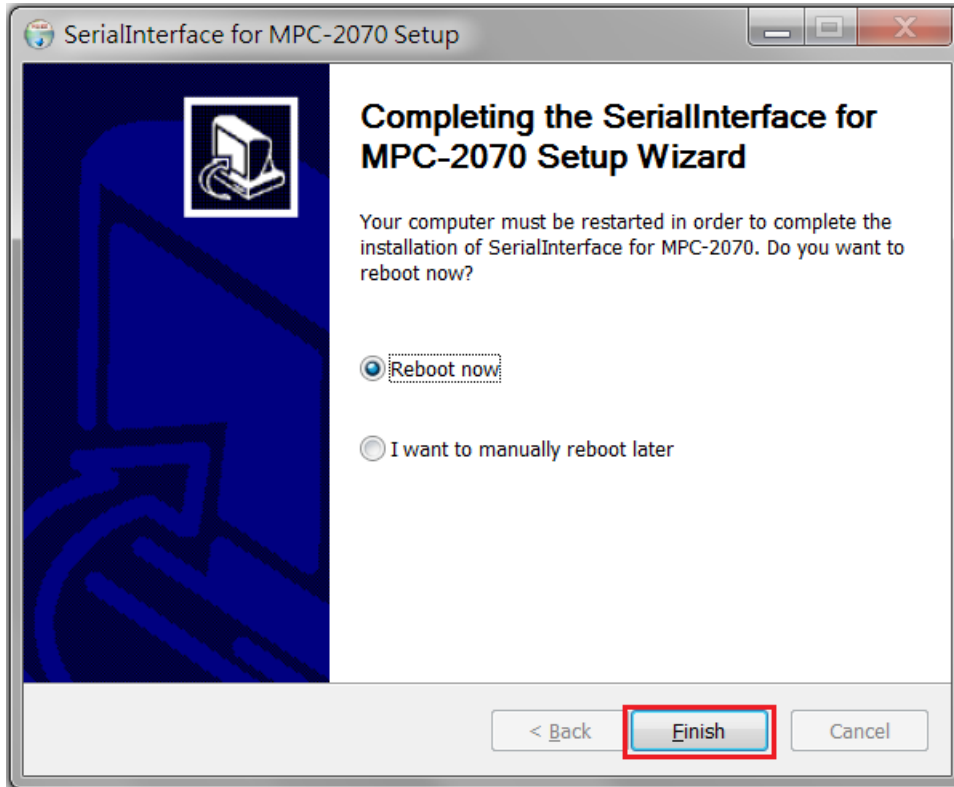 SerialInterface for MPC-2070 Setup
Completing the SerialInterface for
MPC-2070 Setup Wizard
Your computer must be restarted in order to complete the
installation of SerialInterface for MPC-2070. Do you want to
reboot now?
Reboot now
I want to manually reboot later
< Back
Finish
Cancel